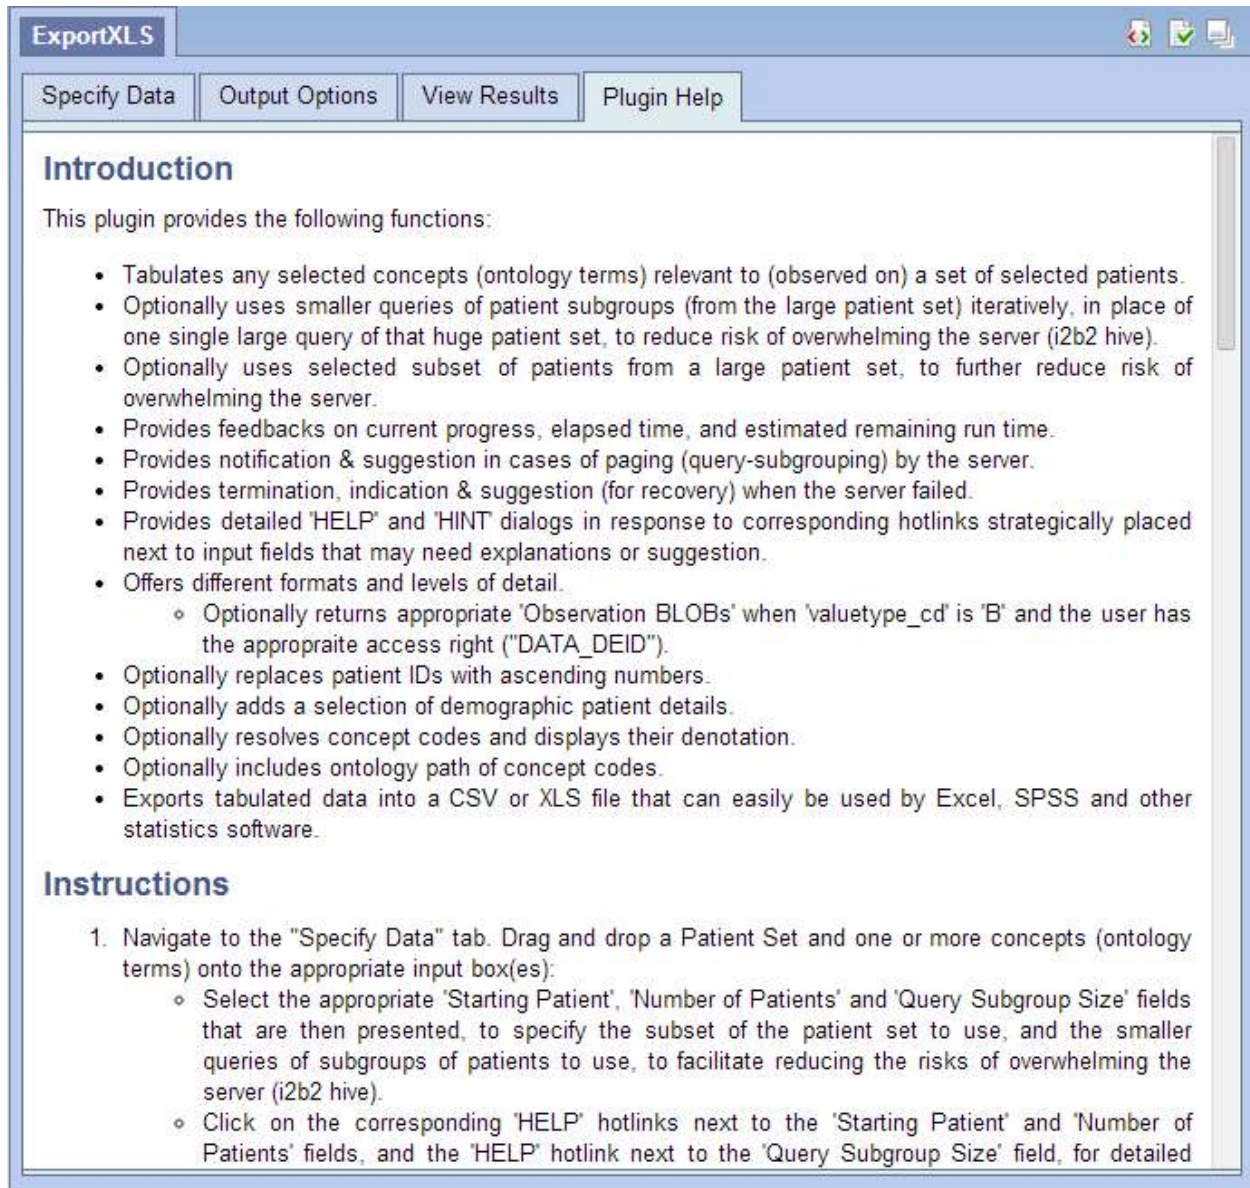 ExportXLS
Specify Data Output Options View Results Plugin Help
Introduction
This plugin provides the following functions:
• Tabulates any selected concepts (ontology terms) relevant to (observed on) a set of selected patients.
• Optionally uses smaller queries of patient subgroups (from the large patient set) iteratively, in place of
one single large query of that huge patient set, to reduce risk of overwhelming the server (i2b2 hive).
• Optionally uses selected subset of patients from a large patient set, to further reduce risk of
overwhelming the server.
• Provides feedbacks on current progress, elapsed time, and estimated remaining run time.
• Provides notification & suggestion in cases of paging (query-subgrouping) by the server.
• Provides termination, indication & suggestion (for recovery) when the server failed.
• Provides detailed 'HELP' and 'HINT' dialogs in response to corresponding hotlinks strategically placed
next to input fields that may need explanations or suggestion.
• Offers different formats and levels of detail.
◦ Optionally returns appropriate 'Observation BLOBs' when 'valuetype_cd' is 'B' and the user has
the appropraite access right ("DATA_DEID").
• Optionally replaces patient IDs with ascending numbers.
• Optionally adds a selection of demographic patient details.
• Optionally resolves concept codes and displays their denotation.
• Optionally includes ontology path of concept codes.
• Exports tabulated data into a CSV or XLS file that can easily be used by Excel, SPSS and other
statistics software.
Instructions
1. Navigate to the "Specify Data" tab. Drag and drop a Patient Set and one or more concepts (ontology
terms) onto the appropriate input box(es):
◦ Select the appropriate 'Starting Patient', 'Number of Patients' and 'Query Subgroup Size' fields
that are then presented, to specify the subset of the patient set to use, and the smaller
queries of subgroups of patients to use, to facilitate reducing the risks of overwhelming the
server (i2b2 hive).
◦ Click on the corresponding 'HELP' hotlinks next to the 'Starting Patient' and 'Number of
Patients' fields, and the 'HELP' hotlink next to the 'Query Subgroup Size' field, for detailed